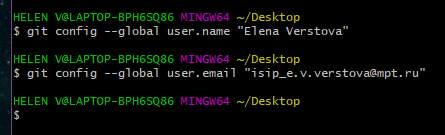 HELEN V@LAPTOP-BPH6SQ86 MINGW64 ~/Desktop
$ git config --global user.name "Elena Verstova"
HELEN V@LAPTOP-BPH6SQ86 MINGW64 ~/Desktop
$ git config --global user.email "isip_e.v.verstova@mpt.ru"
HELEN V@LAPTOP-BPH6SQ86 MINGW64 ~/Desktop
$